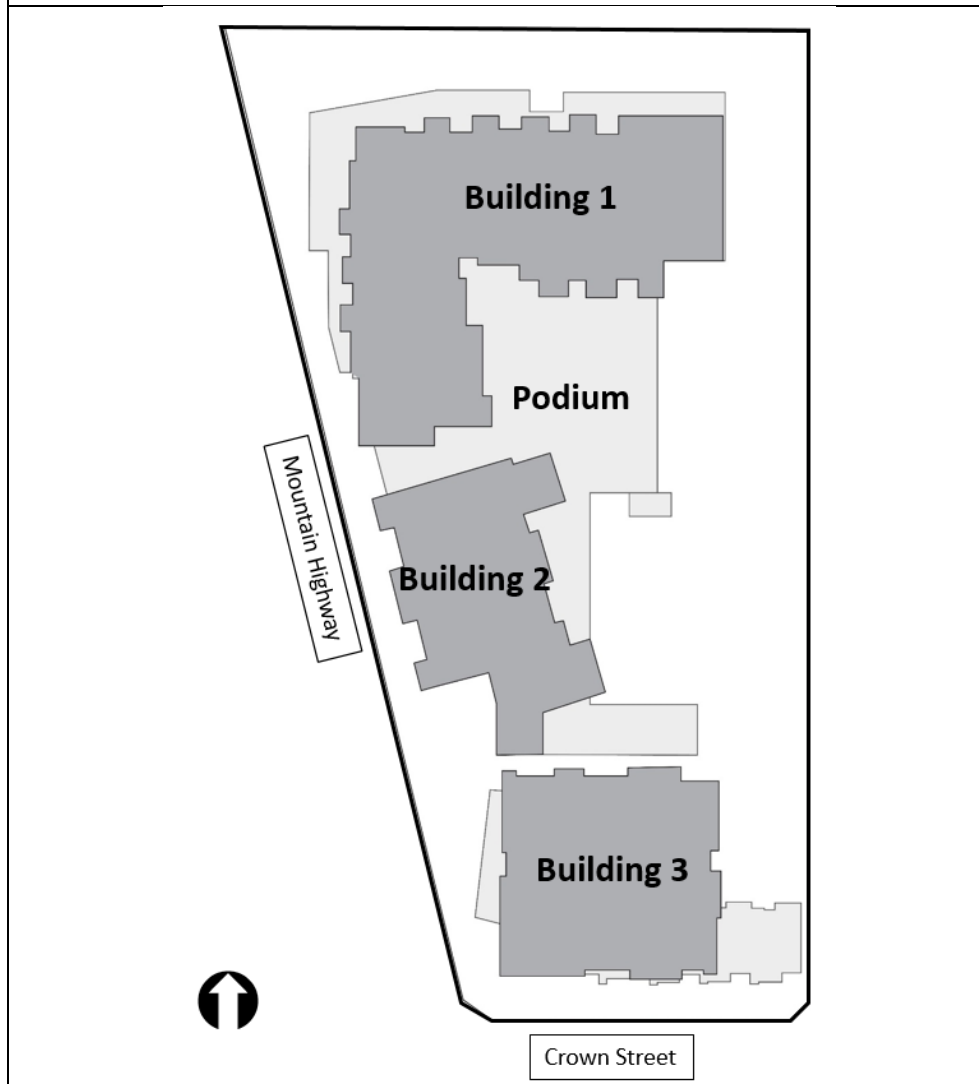 Building 1
Podium
Mountain Highway
Building 2
Building 3
Crown Street